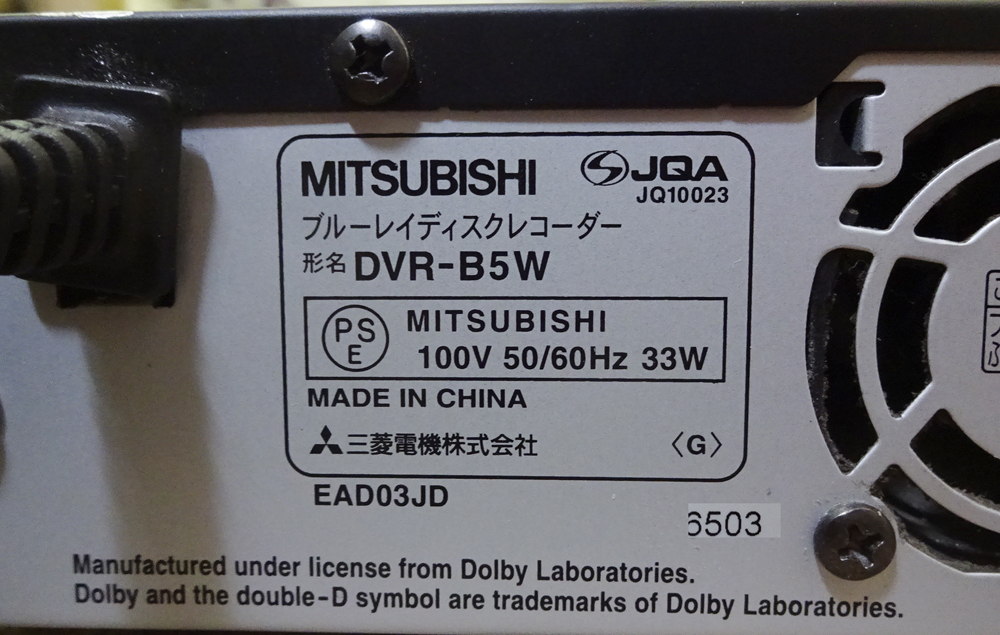 MITSUBISHI
JQA
JQ10023
ブルーレイディスクレコーダー
形名 DVR-B5W
PS
E
MITSUBISHI
100V 50/60Hz 33W
MADE IN CHINA
三菱電機株式会社 〈G〉
EAD03JD
6503
Manufactured under license from Dolby Laboratories.
Dolby and the double-D symbol are trademarks of Dolby Laboratories.